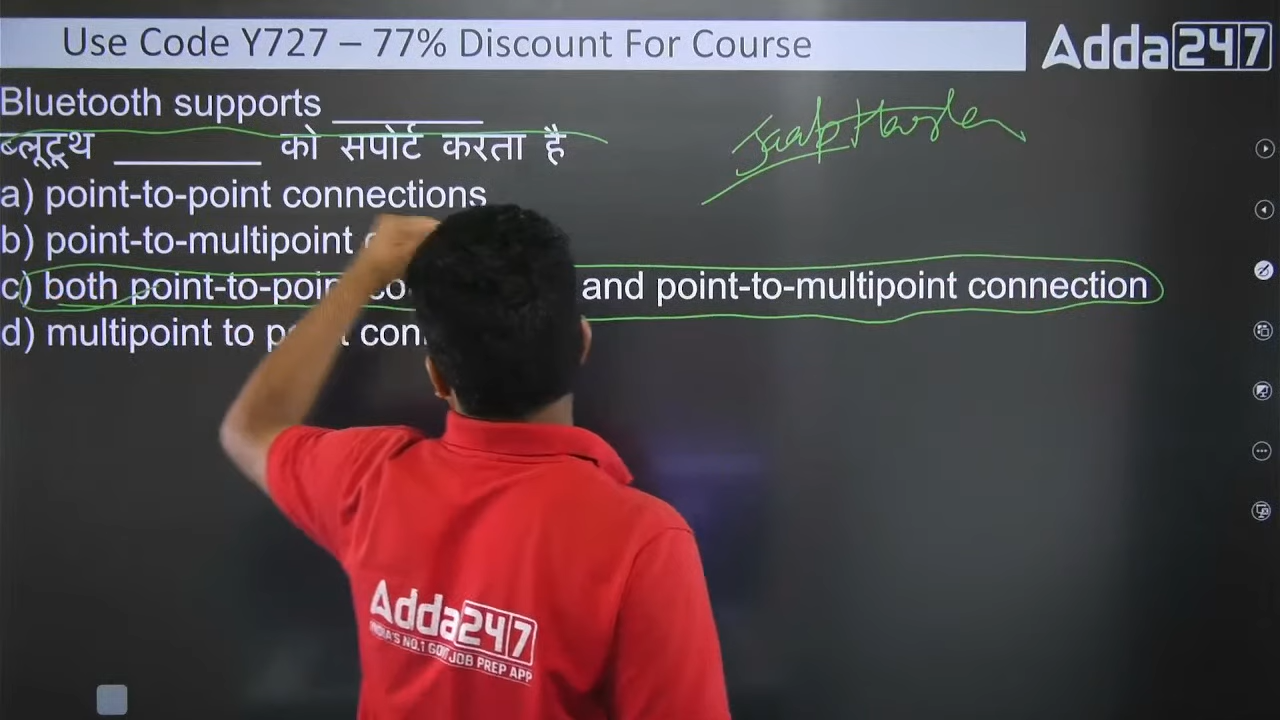 Use Code Y727 – 77% Discount For Course
Adda247
Bluetooth supports ________
ब्लूटूथ ________ को सपोर्ट करता है
a) point-to-point connections
b) point-to-multipoint
c) both point-to-poin and point-to-multipoint connection
d) multipoint to con
Adda247
INDIA'S NO.1 GOVT JOB PREP APP